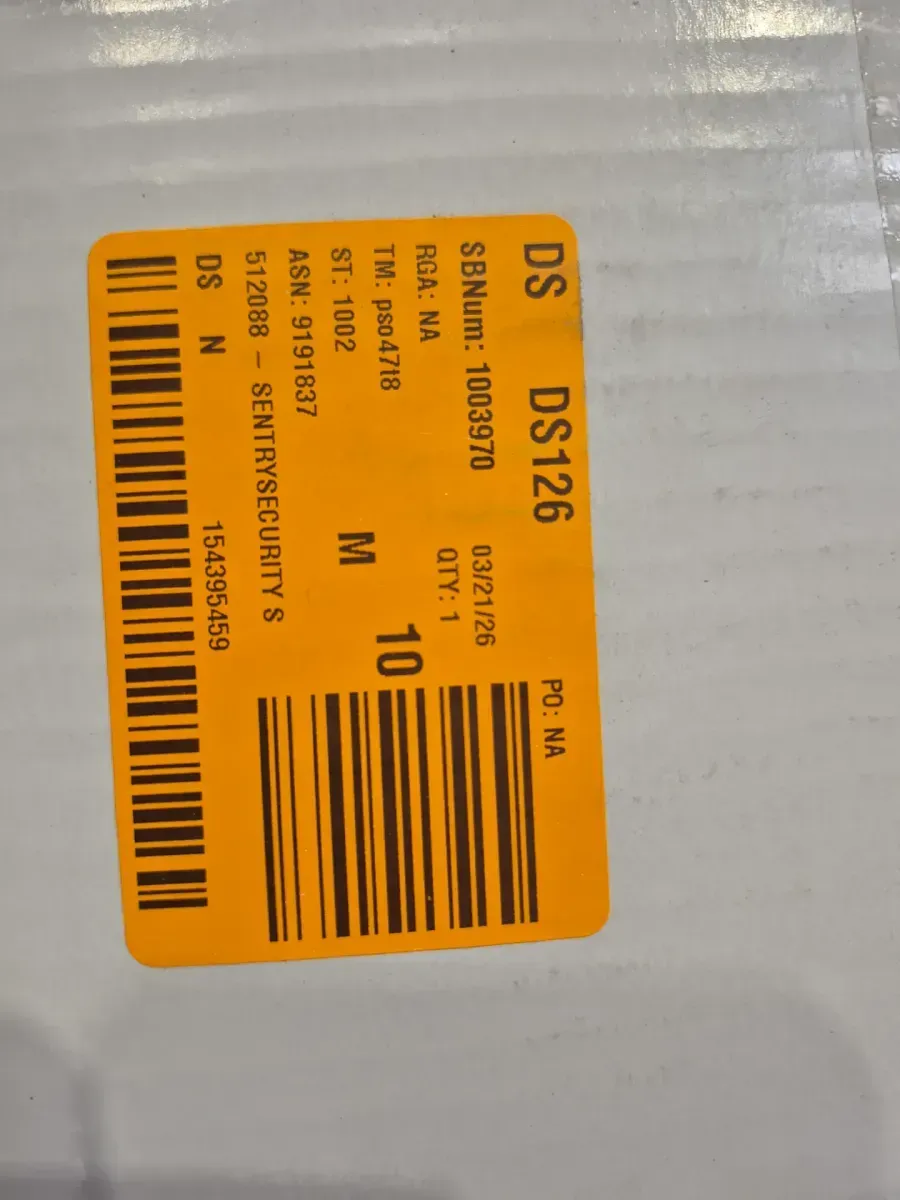 DS DS126
PO: NA
SBNum: 1003970 03/21/26
RGA: NA QTY: 1
TM: pso47t8 10
ST: 1002 M
ASN: 9191837
512088 – SENTRYSECURITY S
DS N 154395459